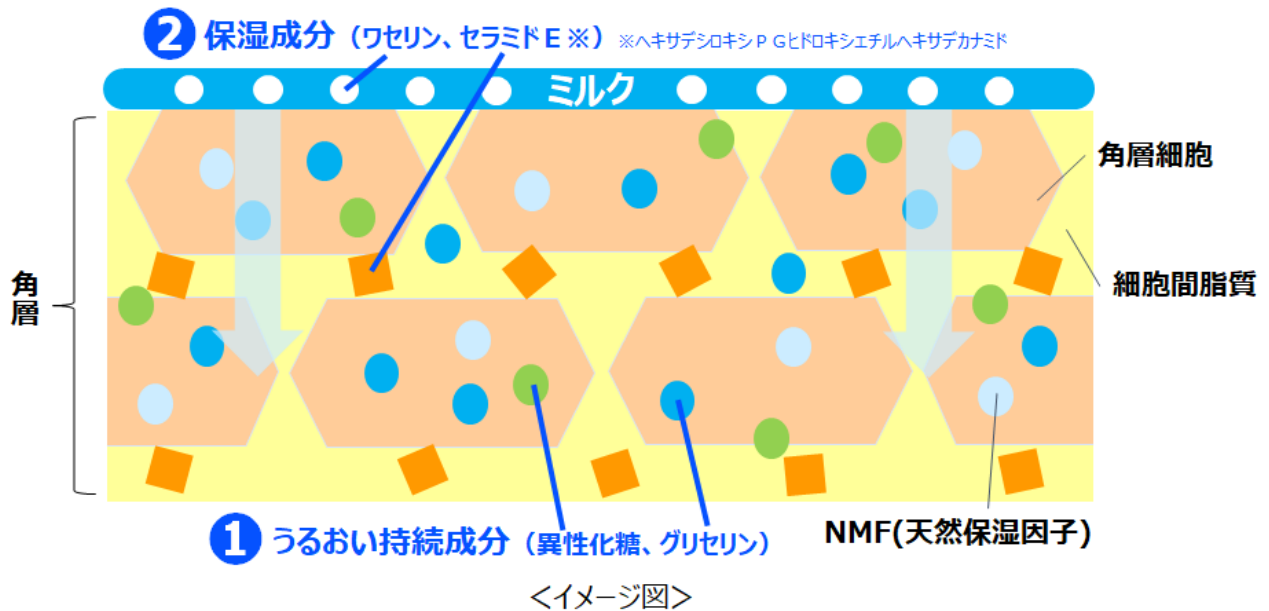 ❷ 保湿成分（ワセリン、セラミドE※）※ヘキサデシロキシＰＧヒドロキシエチルヘキサデカナミド
ミルク
角層細胞
細胞間脂質
角層
❶ うるおい持続成分（異性化糖、グリセリン）
NMF(天然保湿因子)
＜イメージ図＞